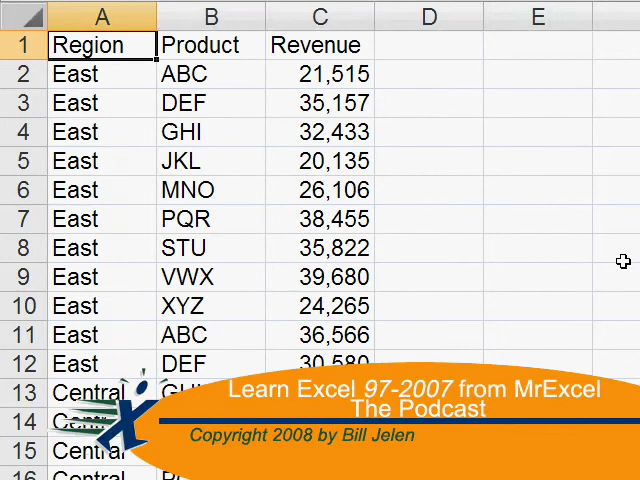 A B C D E
1 Region Product Revenue
2 East ABC 21,515
3 East DEF 35,157
4 East GHI 32,433
5 East JKL 20,135
6 East MNO 26,106
7 East PQR 38,455
8 East STU 35,822
9 East VWX 39,680
10 East XYZ 24,265
11 East ABC 36,566
12 East DEF 30,580
13 Central
14
15 Central
16 Central
Learn Excel 97-2007 from MrExcel
The Podcast
Copyright 2008 by Bill Jelen